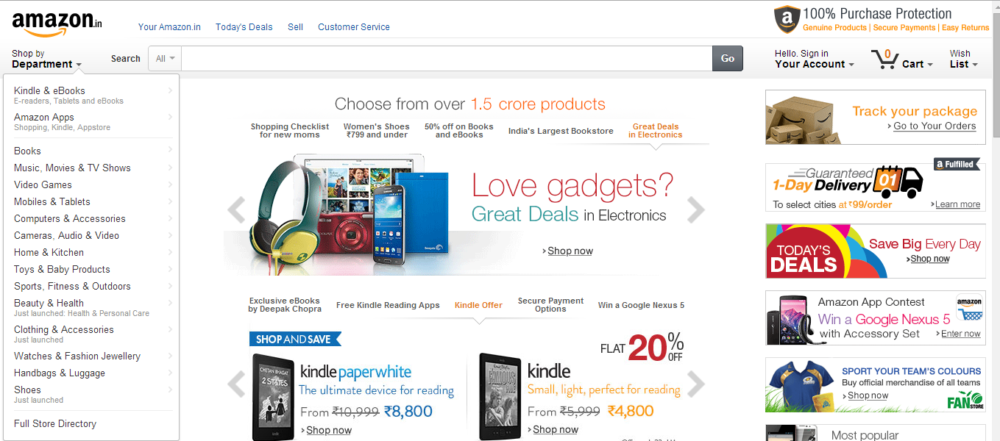 amazon.in
Your Amazon.in Today's Deals Sell Customer Service
100% Purchase Protection
Genuine Products | Secure Payments | Easy Returns
Shop by
Department
Search
All
Go
Hello. Sign in
Your Account
0
Cart
Wish
List
Kindle & eBooks
E-readers, Tablets and eBooks
Amazon Apps
Shopping, Kindle, Appstore
Books
Music, Movies & TV Shows
Video Games
Mobiles & Tablets
Computers & Accessories
Cameras, Audio & Video
Home & Kitchen
Toys & Baby Products
Sports, Fitness & Outdoors
Beauty & Health
Just launched: Health & Personal Care
Clothing & Accessories
Just launched
Watches & Fashion Jewellery
Handbags & Luggage
Shoes
Just launched
Full Store Directory
Choose from over 1.5 crore products
Shopping Checklist
for new moms
Women's Shoes
₹799 and under
50% off on Books
and eBooks
India's Largest Bookstore
Great Deals
in Electronics
Love gadgets?
Great Deals in Electronics
Shop now
Seagate
Exclusive eBooks
by Deepak Chopra
Free Kindle Reading Apps
Kindle Offer
Secure Payment
Options
Win a Google Nexus 5
SHOP AND SAVE
FLAT 20% OFF
CHETAN BHAGAT
2 STATES
kindle paperwhite
The ultimate device for reading
From ₹10,999 ₹8,800
Shop now
kindle
Small, light, perfect for reading
From ₹5,999 ₹4,800
Shop now
Track your package
Go to Your Orders
a Fulfilled
Guaranteed
1-Day Delivery
01
To select cities at ₹99/order
Learn more
TODAY'S
DEALS
Save Big Every Day
Shop now
Amazon App Contest
Win a Google Nexus 5
with Accessory Set
amazon
Enter now
SPORT YOUR TEAM'S COLOURS
Buy official merchandise of all teams
Shop now
FAN STORE
Most popular